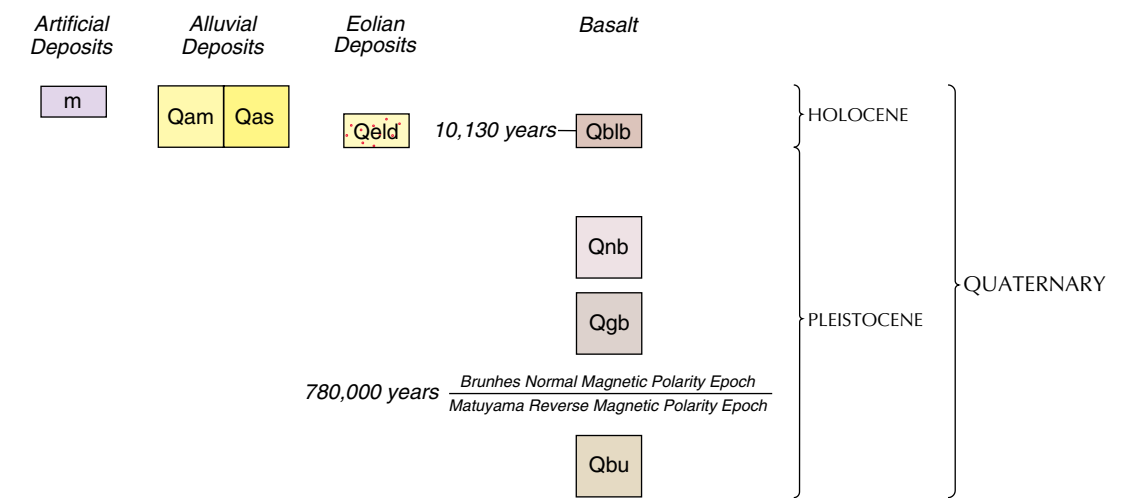 Artificial
Deposits
Alluvial
Deposits
Eolian
Deposits
Basalt
m
Qam
Qas
Qeld
10,130 years
Qblb
HOLOCENE
Qnb
QUATERNARY
Qgb
PLEISTOCENE
780,000 years
Brunhes Normal Magnetic Polarity Epoch
Matuyama Reverse Magnetic Polarity Epoch
Qbu